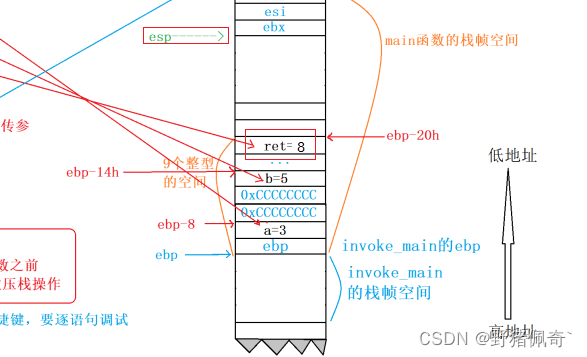 esi
ebx
esp------>
main函数的栈帧空间
传参
ret= 8
ebp-20h
...
9个整型
的空间
低地址
ebp-14h
b=5
0xCCCCCCCC
0xCCCCCCCC
ebp-8
a=3
数之前
压栈操作
ebp
ebp
invoke_main的ebp
invoke_main
的栈帧空间
捷键，要逐语句调试
高地址
CSDN @野猪佩奇`